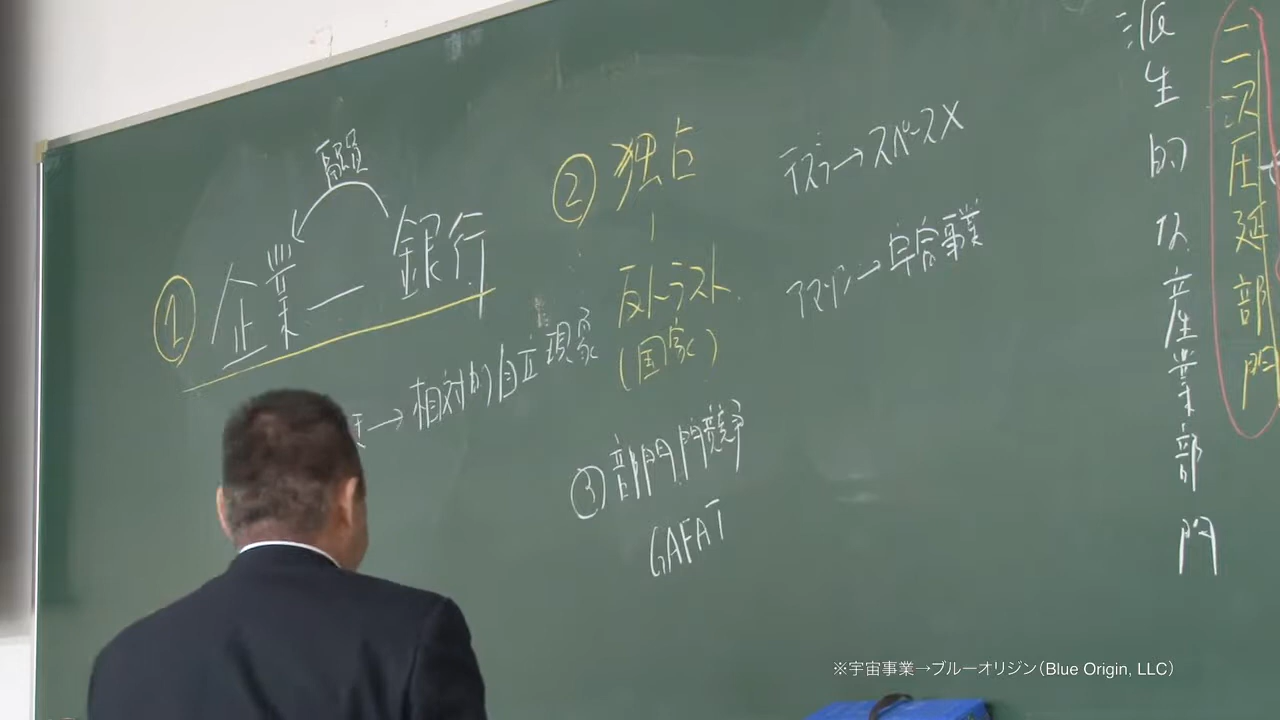 融資
① 企業 ー 銀行
→ 相対的自立現象
② 独占
反トラスト
(国家)
③ 部門間競争
GAFAT
テスラ→スペースX
アマゾン→宇宙事業
二次圧延部門
派生的な産業部門
※宇宙事業→ブルーオリジン(Blue Origin, LLC)